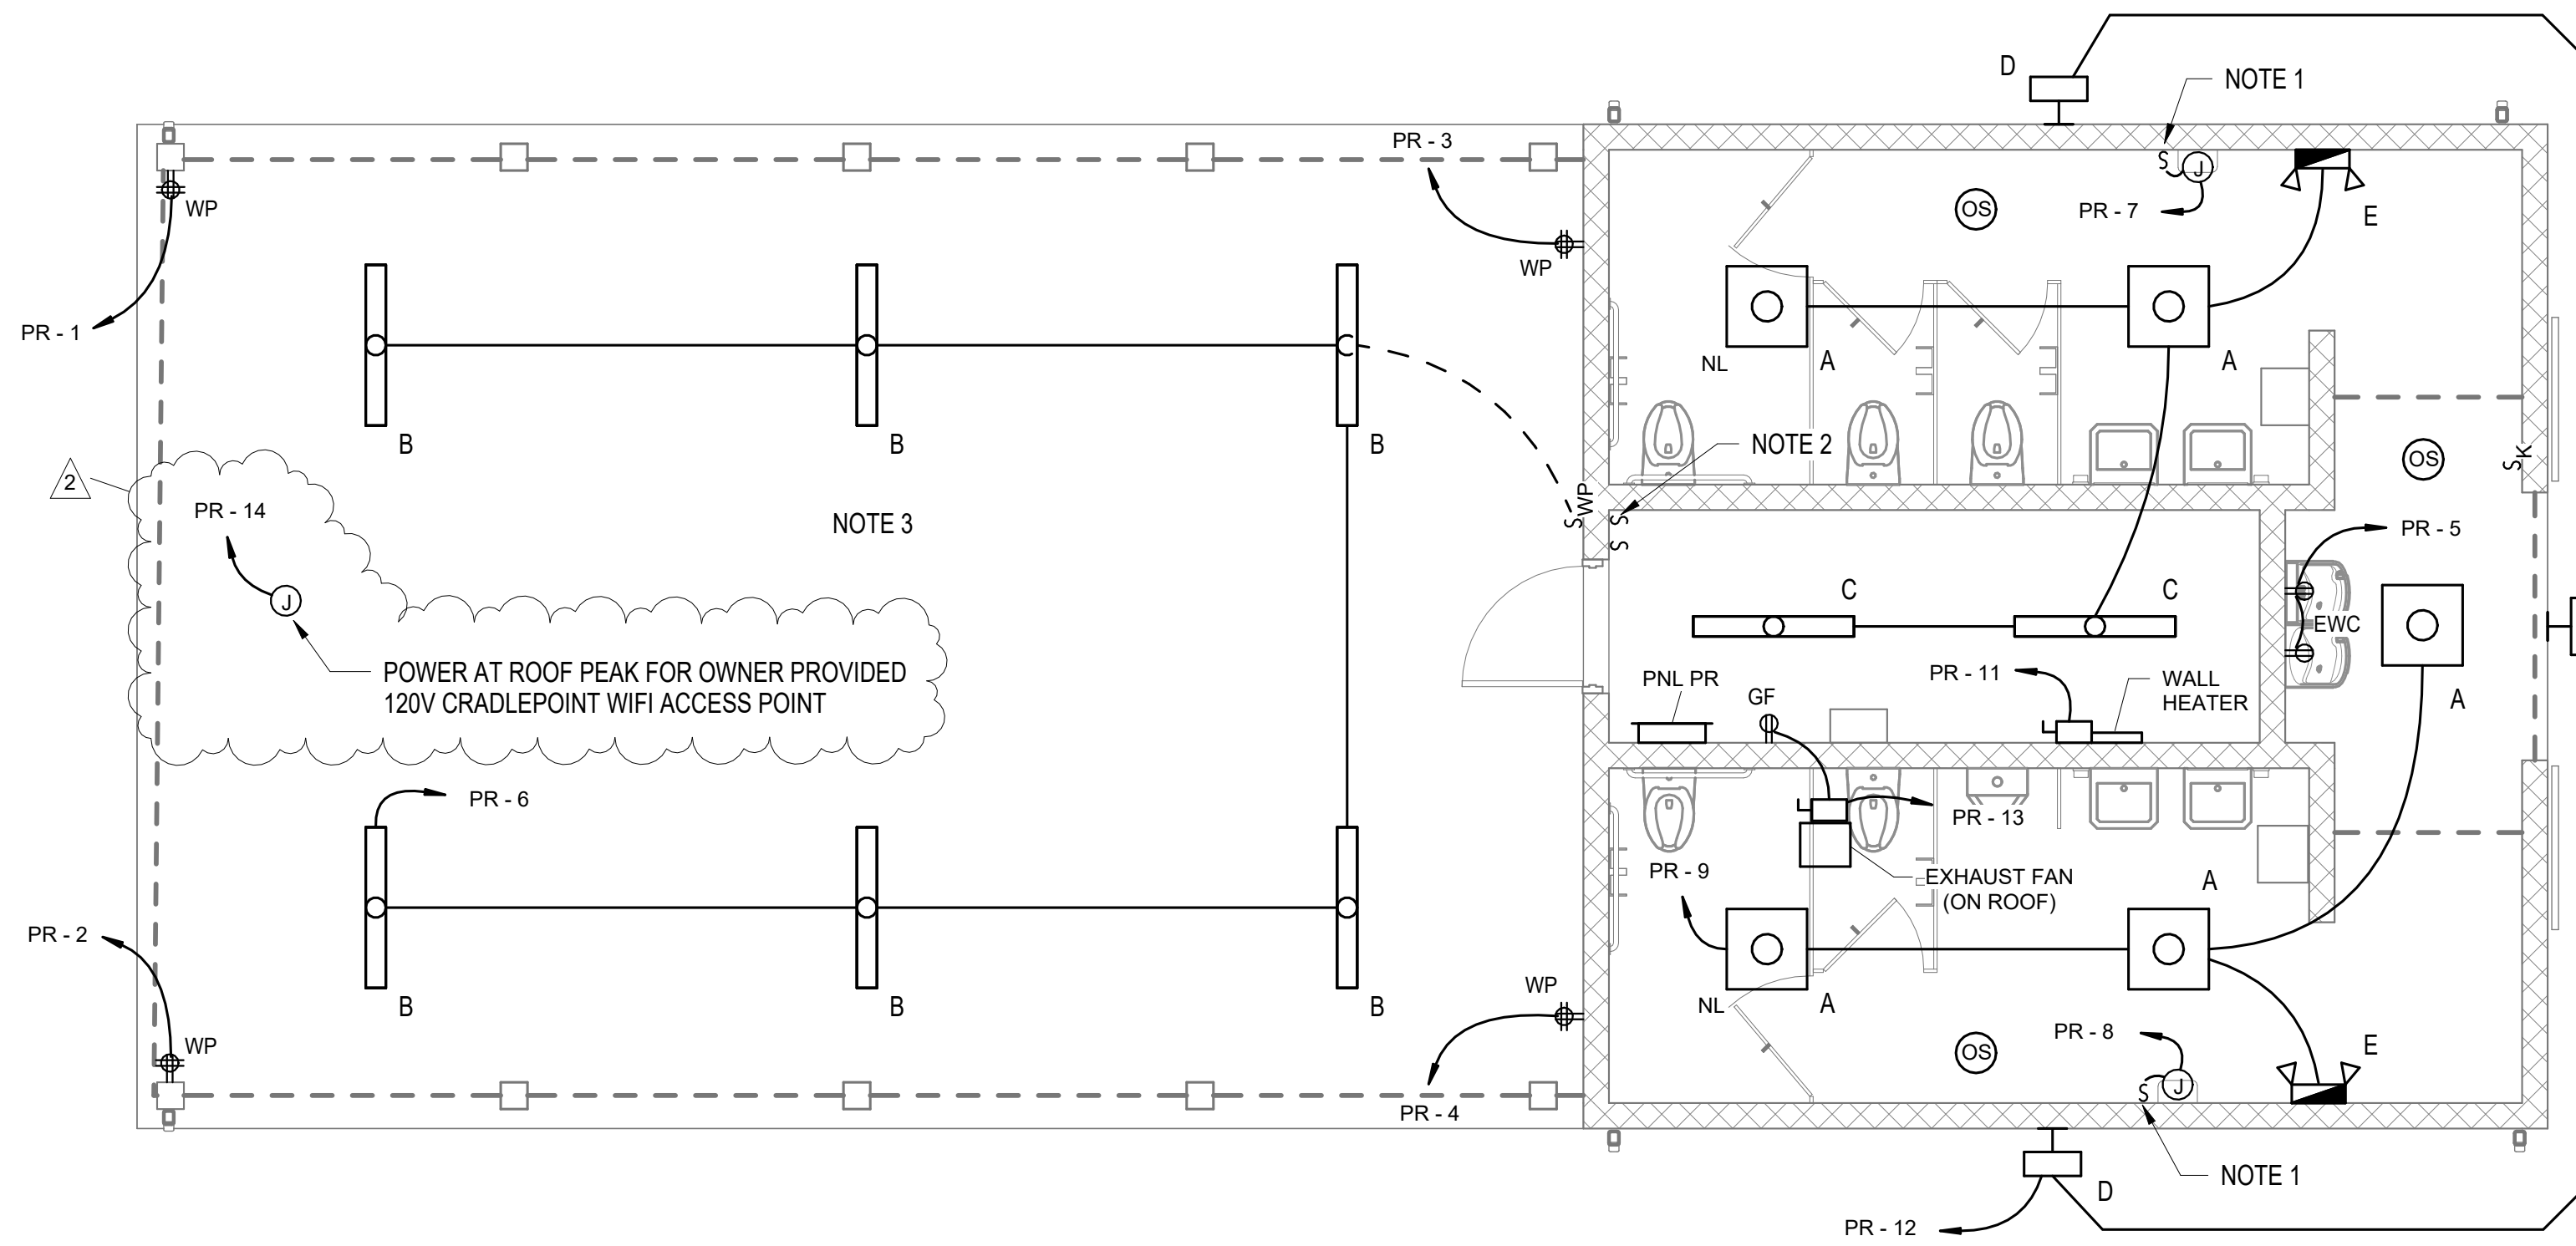 D
NOTE 1
PR - 3
WP
WP
S
J
PR - 7
OS
E
PR - 1
NL
A
A
B
B
B
NOTE 2
2
PR - 14
NOTE 3
S
WP
S
S
OS
S
K
PR - 5
J
C
C
EWC
POWER AT ROOF PEAK FOR OWNER PROVIDED
120V CRADLEPOINT WIFI ACCESS POINT
PNL PR
GF
PR - 11
WALL
HEATER
A
PR - 6
PR - 13
PR - 9
EXHAUST FAN
(ON ROOF)
A
PR - 2
B
B
B
WP
NL
A
WP
OS
PR - 8
E
S
J
PR - 4
NOTE 1
D
PR - 12